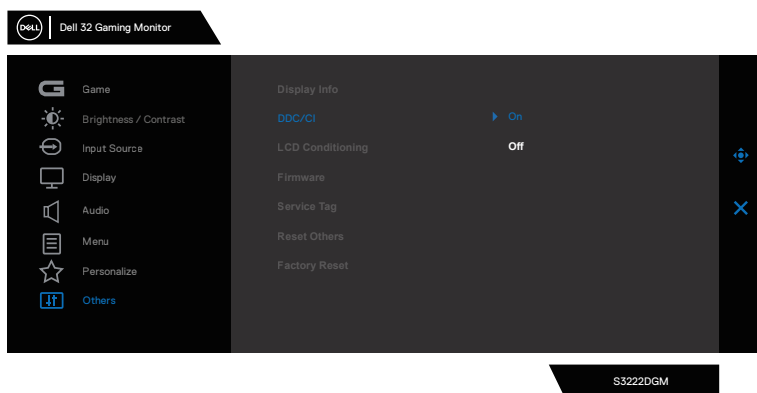 DELL
Dell 32 Gaming Monitor
Game
Brightness / Contrast
Input Source
Display
Audio
Menu
Personalize
Others
Display Info
DDC/CI
On
LCD Conditioning
Off
Firmware
Service Tag
Reset Others
Factory Reset
S3222DGM